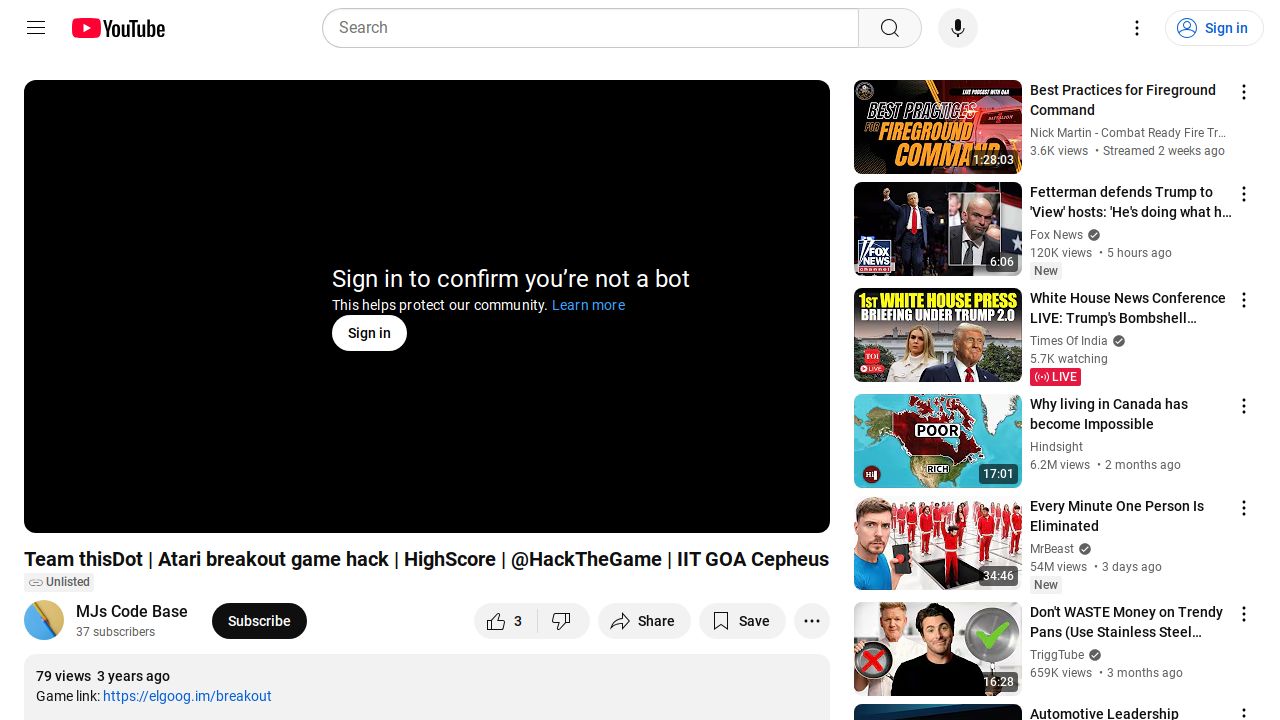 YouTube
Search
Sign in
Sign in to confirm you’re not a bot
This helps protect our community. Learn more
Sign in
Team thisDot | Atari breakout game hack | HighScore | @HackTheGame | IIT GOA Cepheus
Unlisted
MJs Code Base
37 subscribers
Subscribe
3
Share
Save
79 views 3 years ago
Game link: https://elgoog.im/breakout
LIVE PODCAST WITH Q&A
BEST PRACTICES
FOR FIREGROUND
COMMAND
BATTALION
1:28:03
Best Practices for Fireground
Command
Nick Martin - Combat Ready Fire Tr…
3.6K views • Streamed 2 weeks ago
FOX
NEWS
channel
6:06
Fetterman defends Trump to
'View' hosts: 'He's doing what h…
Fox News
120K views • 5 hours ago
New
1ST WHITE HOUSE PRESS
BRIEFING UNDER TRUMP 2.0
TOI
LIVE
White House News Conference
LIVE: Trump's Bombshell…
Times Of India
5.7K watching
LIVE
POOR
RICH
17:01
Why living in Canada has
become Impossible
Hindsight
6.2M views • 2 months ago
34:46
Every Minute One Person Is
Eliminated
MrBeast
54M views • 3 days ago
New
16:28
Don't WASTE Money on Trendy
Pans (Use Stainless Steel…
TriggTube
659K views • 3 months ago
Automotive Leadership